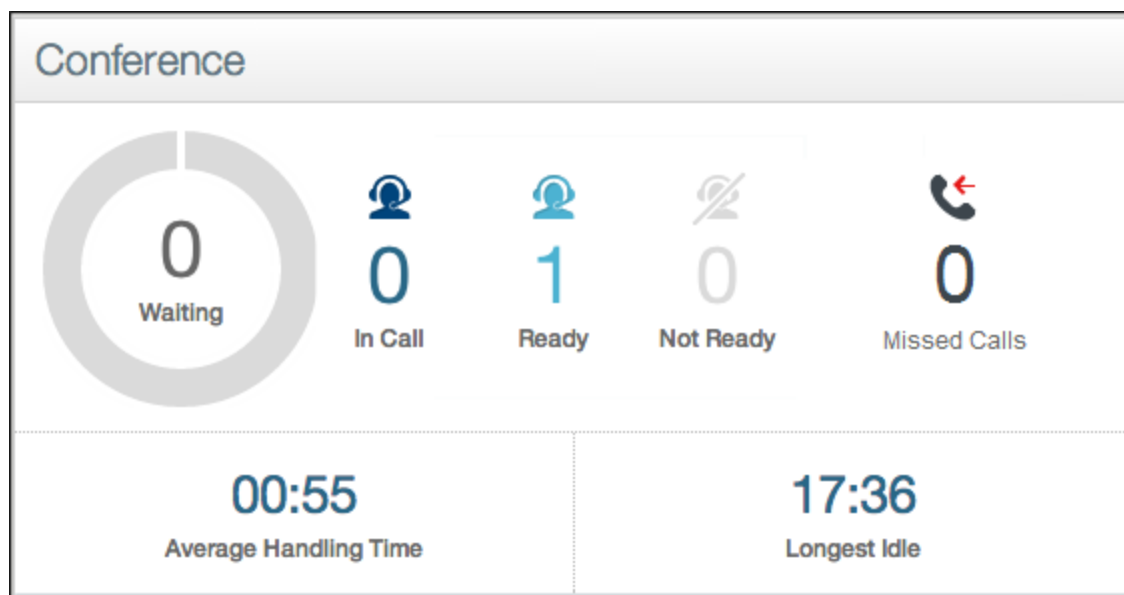 Conference
0
Waiting
0
In Call
1
Ready
0
Not Ready
0
Missed Calls
00:55
Average Handling Time
17:36
Longest Idle